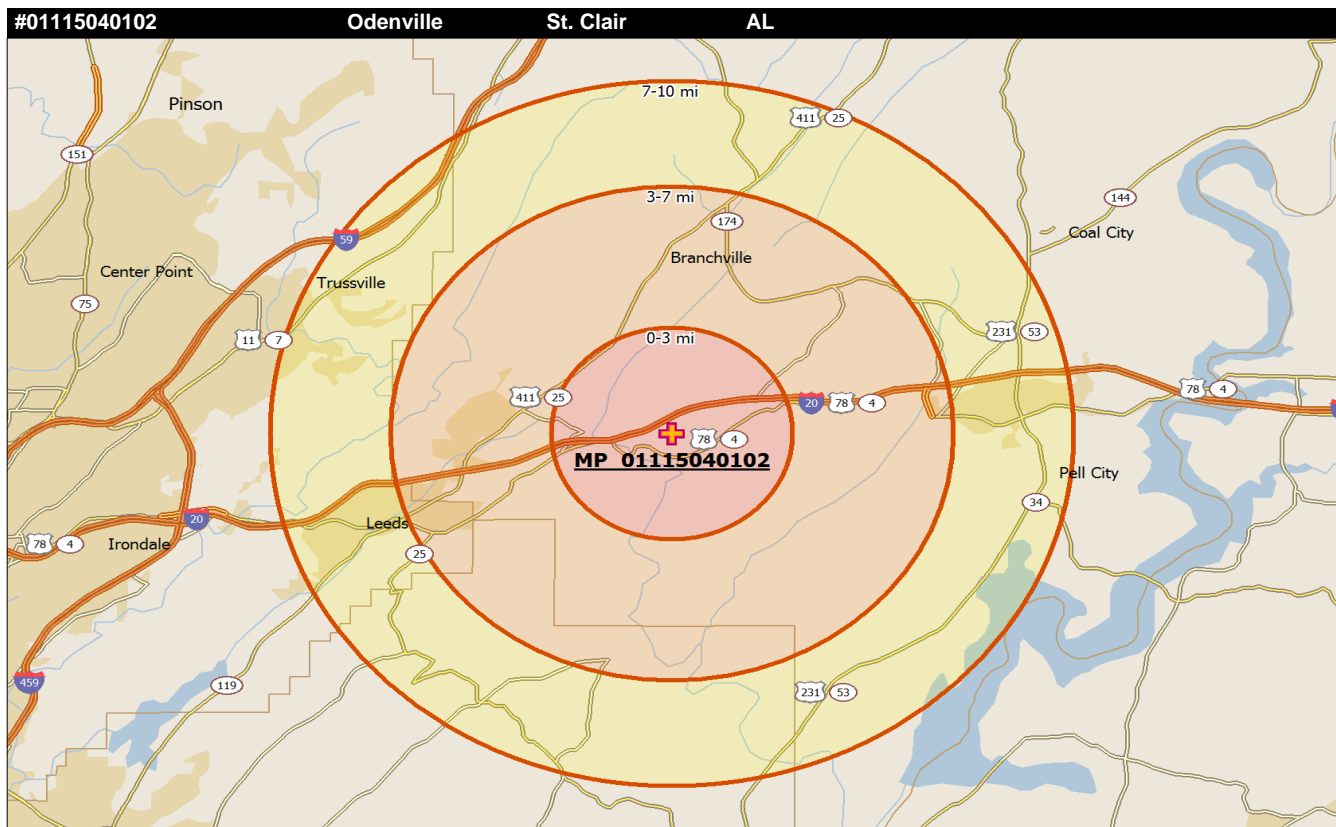 #01115040102 Odenville St. Clair AL
7-10 mi
Pinson
411 25
151
3-7 mi
144
174
Coal City
59
Branchville
Center Point
Trussville
75
231 53
11 7
0-3 mi
78 4
411 25
20 78 4
78 4
MP 01115040102
Pell City
34
20
Leeds
78 4
Irondale
25
459
119
231 53